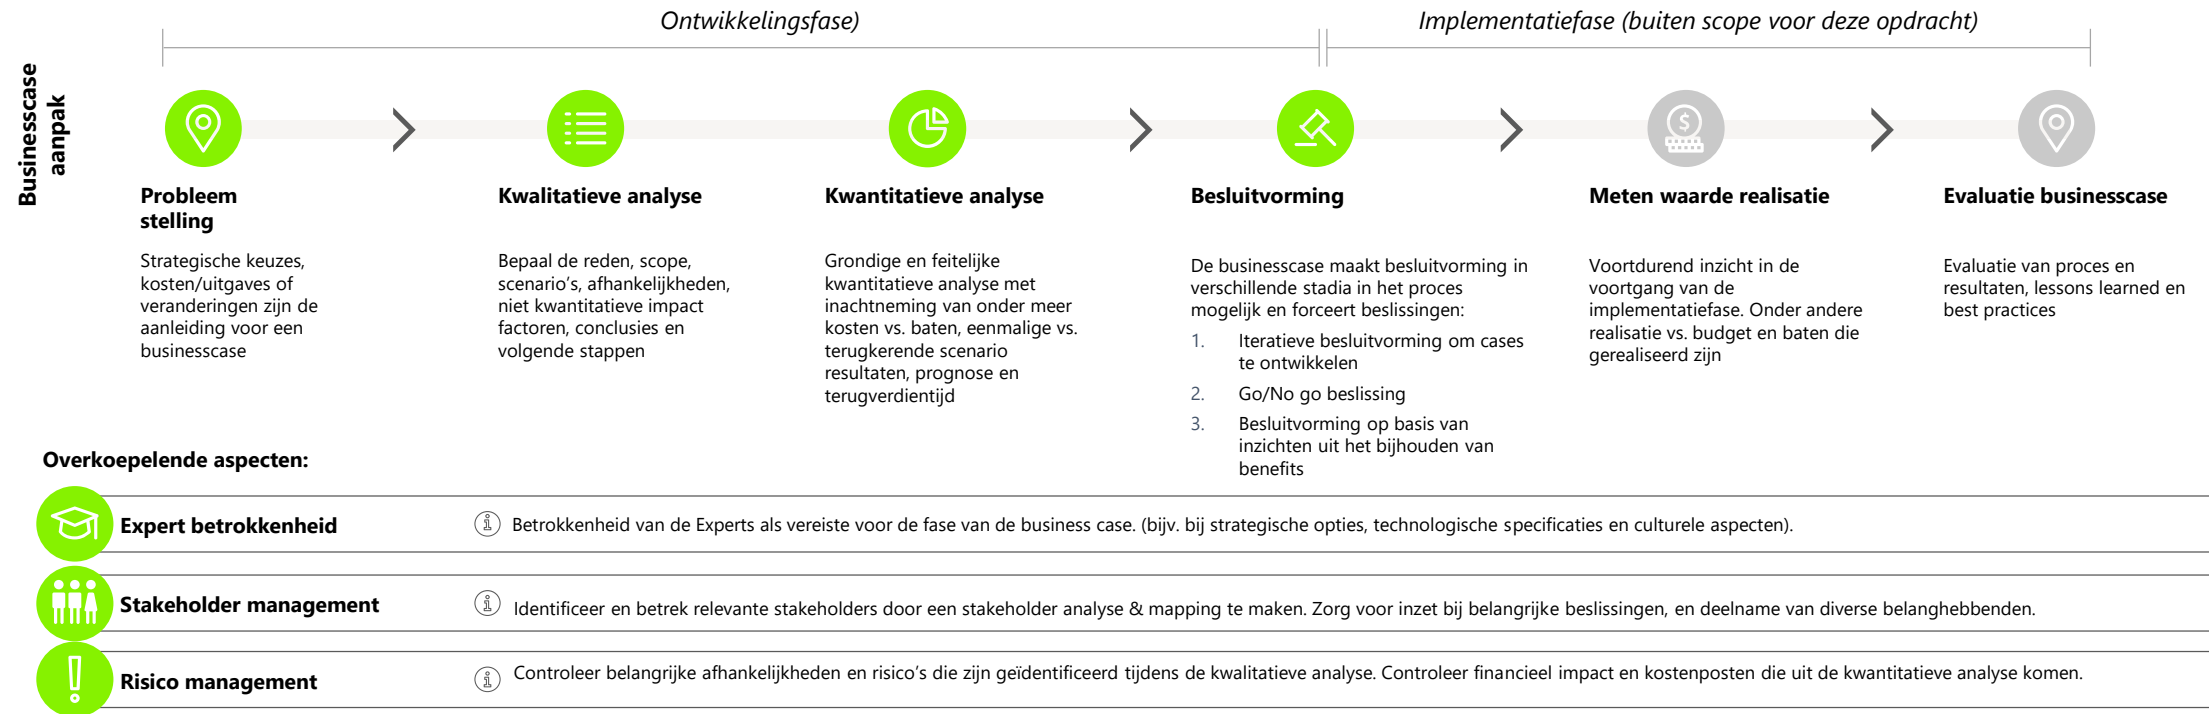 Ontwikkelingsfase)
Implementatiefase (buiten scope voor deze opdracht)
Businesscase
aanpak
Probleem
stelling
Strategische keuzes,
kosten/uitgaves of
veranderingen zijn de
aanleiding voor een
businesscase
Kwalitatieve analyse
Bepaal de reden, scope,
scenario's, afhankelijkheden,
niet kwantitatieve impact
factoren, conclusies en
volgende stappen
Kwantitatieve analyse
Grondige en feitelijke
kwantitatieve analyse met
inachtneming van onder meer
kosten vs. baten, eenmalige vs.
terugkerende scenario
resultaten, prognose en
terugverdientijd
Besluitvorming
De businesscase maakt besluitvorming in
verschillende stadia in het proces
mogelijk en forceert beslissingen:
1. Iteratieve besluitvorming om cases
te ontwikkelen
2. Go/No go beslissing
3. Besluitvorming op basis van
inzichten uit het bijhouden van
benefits
$
Meten waarde realisatie
Voortdurend inzicht in de
voortgang van de
implementatiefase. Onder andere
realisatie vs. budget en baten die
gerealiseerd zijn
Evaluatie businesscase
Evaluatie van proces en
resultaten, lessons learned en
best practices
Overkoepelende aspecten:
Expert betrokkenheid
i Betrokkenheid van de Experts als vereiste voor de fase van de business case. (bijv. bij strategische opties, technologische specificaties en culturele aspecten).
Stakeholder management
i Identificeer en betrek relevante stakeholders door een stakeholder analyse & mapping te maken. Zorg voor inzet bij belangrijke beslissingen, en deelname van diverse belanghebbenden.
Risico management
i Controleer belangrijke afhankelijkheden en risico's die zijn geïdentificeerd tijdens de kwalitatieve analyse. Controleer financieel impact en kostenposten die uit de kwantitatieve analyse komen.